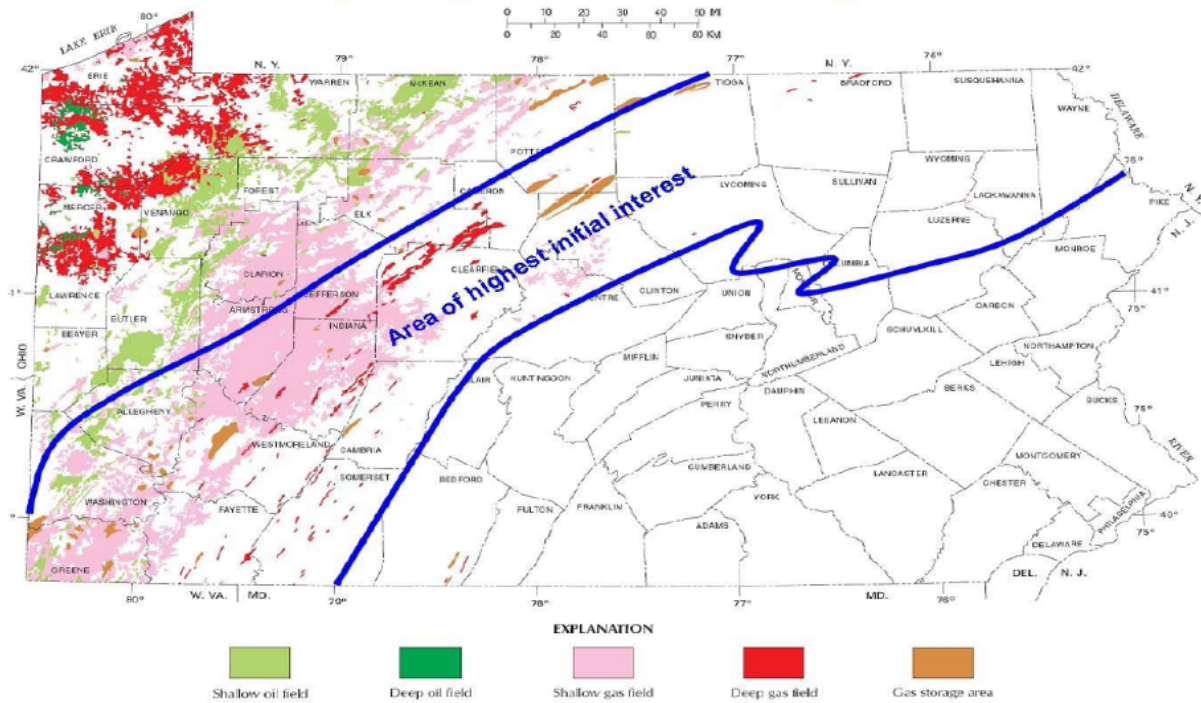 0 10 20 30 40 50 MI
0 20 40 60 80 KM
LAKE ERIE
80°
42°
N. Y.
79°
78°
77°
N. Y.
76°
42°
ERIE
WARREN
McKEAN
TIOGA
BRADFORD
SUSQUEHANNA
WAYNE
DELAWARE
CRAWFORD
POTTER
WYOMING
FOREST
CAMERON
LYCOMING
SULLIVAN
LACKAWANNA
PIKE
N. Y.
N. J.
MERCER
VENANGO
ELK
LUZERNE
MONROE
CLARION
CLEARFIELD
CLINTON
COLUMBIA
41°
75°
LAWRENCE
JEFFERSON
CENTRE
UNION
CARBON
ARMSTRONG
BUTLER
INDIANA
Area of highest initial interest
SCHUYLKILL
BEAVER
SNYDER
NORTHUMBERLAND
NORTHAMPTON
OHIO
W. VA.
MIFFLIN
LEHIGH
BLAIR
HUNTINGDON
JUNIATA
DAUPHIN
BERKS
BUCKS
ALLEGHENY
PERRY
LEBANON
75°
RIVER
WESTMORELAND
CAMBRIA
MONTGOMERY
SOMERSET
BEDFORD
CUMBERLAND
LANCASTER
CHESTER
WASHINGTON
FAYETTE
FULTON
FRANKLIN
YORK
PHILADELPHIA
40°
75°
ADAMS
DELAWARE
GREENE
DEL.
N. J.
80°
W. VA.
MD.
79°
78°
77°
MD.
76°
EXPLANATION
Shallow oil field
Deep oil field
Shallow gas field
Deep gas field
Gas storage area